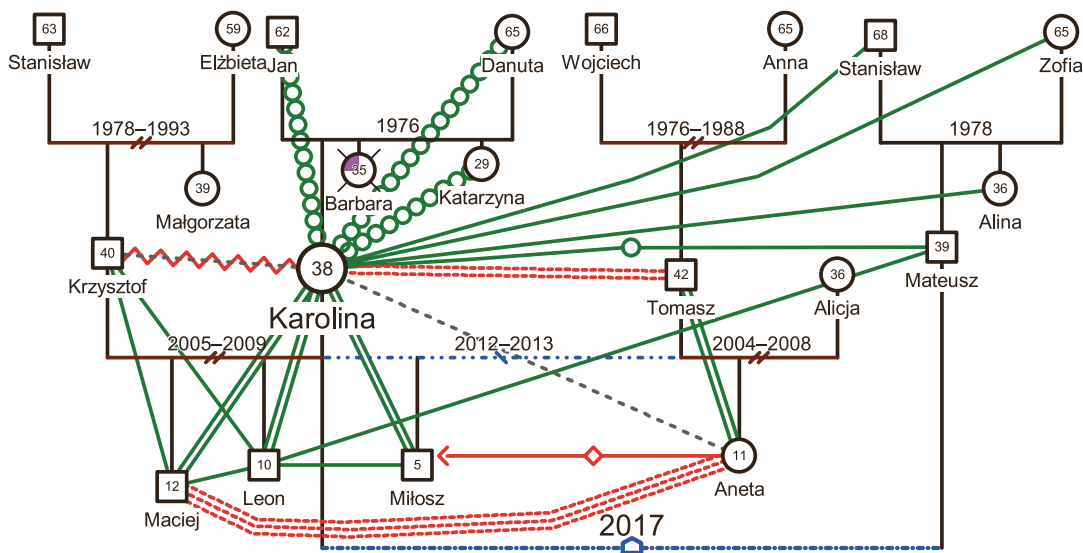 63
59
62
65
66
65
68
65
Stanisław
Elżbieta
Jan
Danuta
Wojciech
Anna
Stanisław
Zofia
1978–1993
1976
1976–1988
1978
39
35
29
36
Małgorzata
Barbara
Katarzyna
Alina
40
38
42
36
39
Krzysztof
Karolina
Tomasz
Alicja
Mateusz
2005–2009
2012–2013
2004–2008
12
10
5
11
Maciej
Leon
Miłosz
Aneta
2017